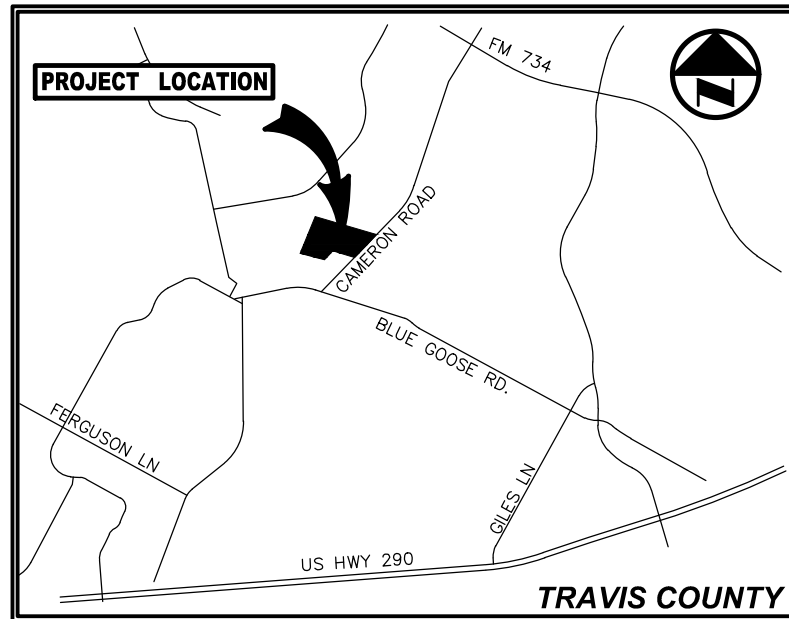 FM 734
PROJECT LOCATION
N
CAMERON ROAD
BLUE GOOSE RD.
FERGUSON LN
GILES LN
US HWY 290
TRAVIS COUNTY